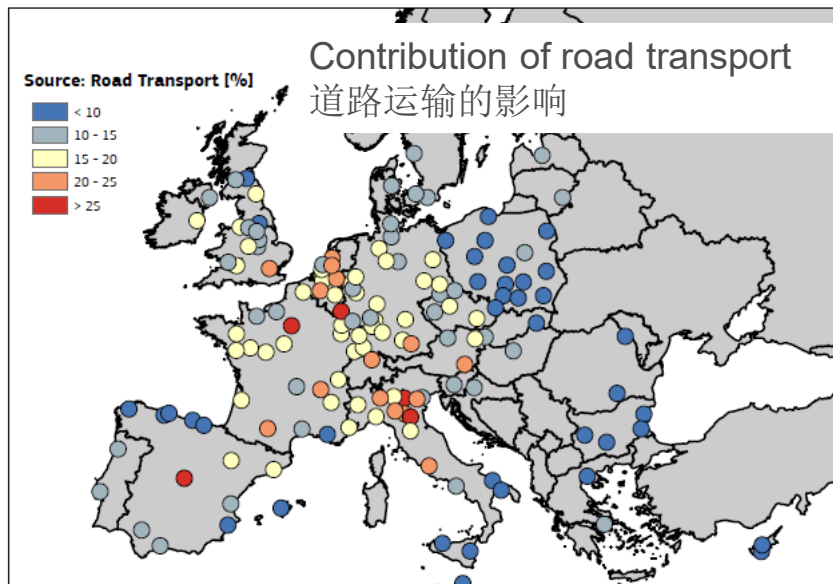 Contribution of road transport
道路运输的影响
Source: Road Transport [%]
< 10
10 - 15
15 - 20
20 - 25
> 25